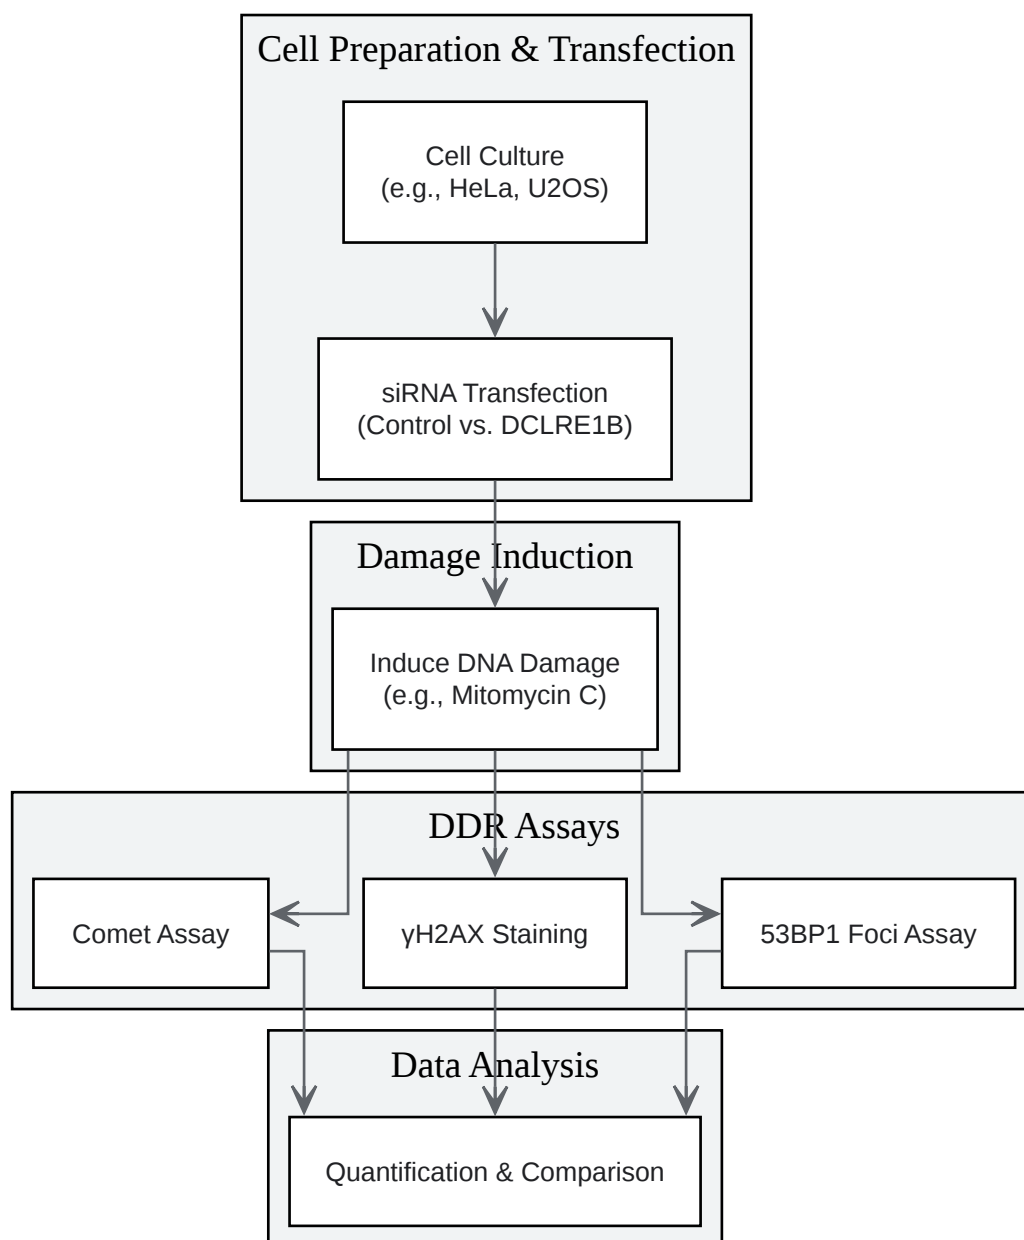 Cell Preparation & Transfection
Cell Culture
(e.g., HeLa, U2OS)
siRNA Transfection
(Control vs. DCLRE1B)
Damage Induction
Induce DNA Damage
(e.g., Mitomycin C)
DDR Assays
Comet Assay
γH2AX Staining
53BP1 Foci Assay
Data Analysis
Quantification & Comparison